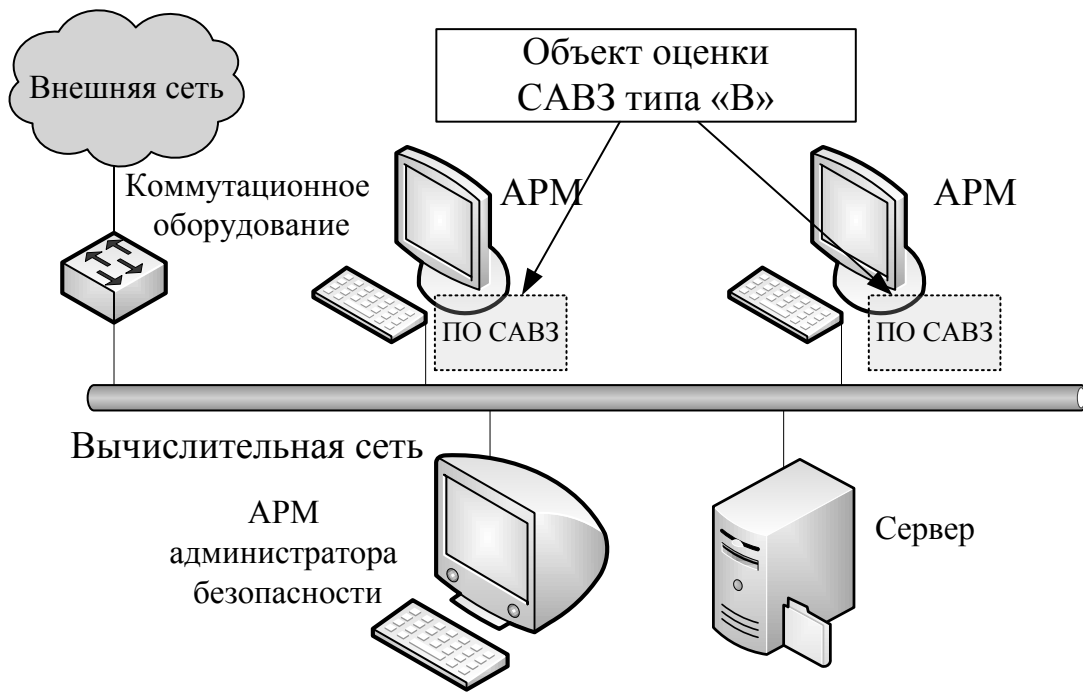 Объект оценки
САВЗ типа «В»
Внешняя сеть
Коммутационное
оборудование
АРМ
АРМ
ПО САВЗ
ПО САВЗ
Вычислительная сеть
АРМ
администратора
безопасности
Сервер